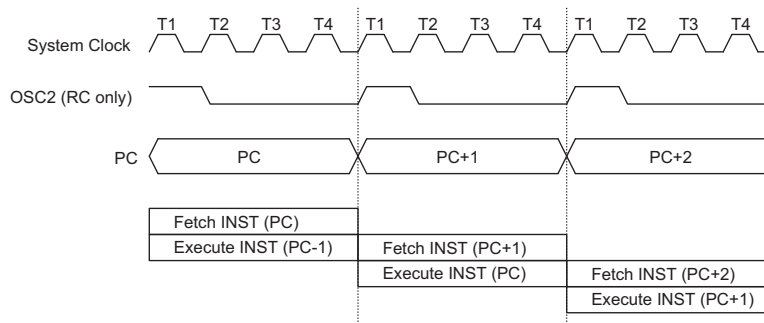 T1 T2 T3 T4 T1 T2 T3 T4 T1 T2 T3 T4
System Clock
OSC2 (RC only)
PC PC PC+1 PC+2
Fetch INST (PC)
Execute INST (PC-1) Fetch INST (PC+1)
Execute INST (PC) Fetch INST (PC+2)
Execute INST (PC+1)